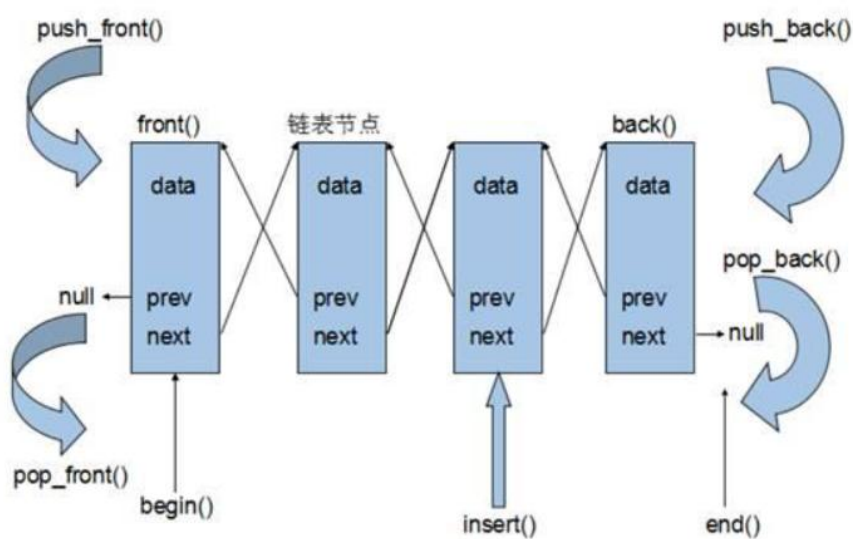 push_front()
push_back()
front()
链表节点
back()
data
data
data
data
pop_back()
null
prev
prev
prev
prev
next
next
next
next
null
pop_front()
begin()
insert()
end()